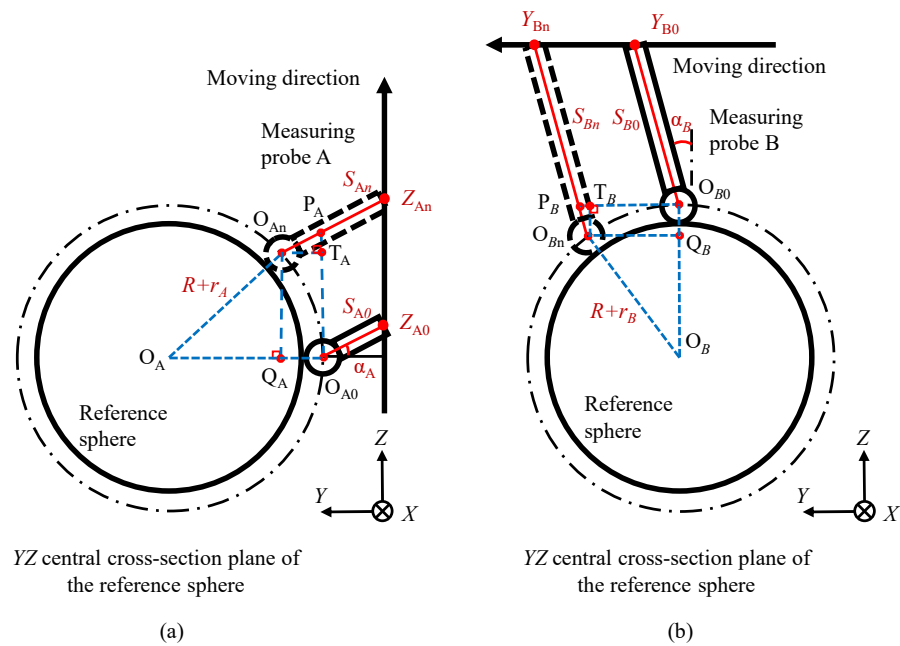 Moving direction
Measuring
probe A
S_An
Z_An
P_A
O_An
T_A
R+r_A
S_A0
Z_A0
O_A
Q_A
α_A
O_A0
Reference
sphere
Z
Y
X
YZ central cross-section plane of
the reference sphere
(a)
Y_Bn
Y_B0
Moving direction
S_Bn
S_B0
α_B
Measuring
probe B
P_B
T_B
O_B0
O_Bn
Q_B
R+r_B
O_B
Reference
sphere
Z
Y
X
YZ central cross-section plane of
the reference sphere
(b)